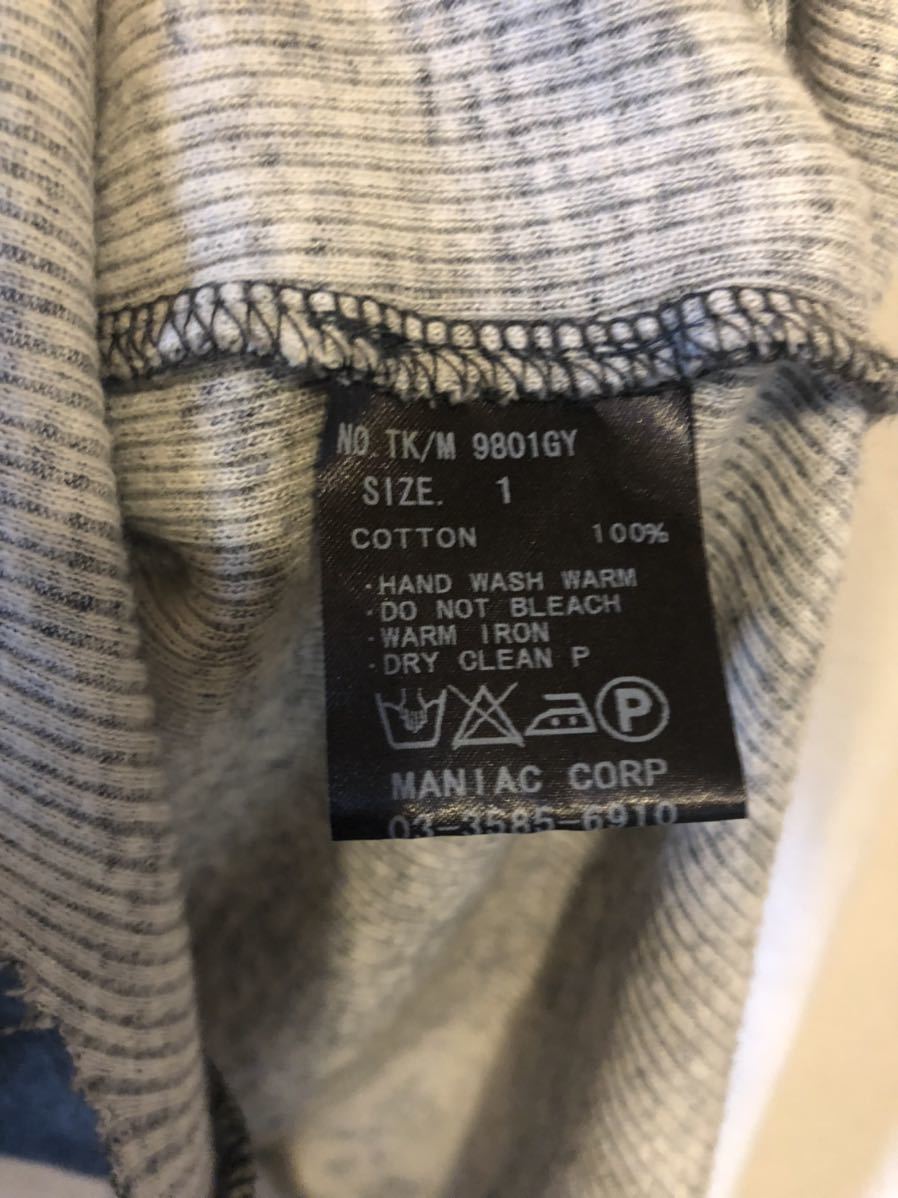 NO. TK/M 9801GY
SIZE. 1
COTTON 100%
·HAND WASH WARM
·DO NOT BLEACH
·WARM IRON
·DRY CLEAN P
P
MANIAC CORP
03-3585-6910